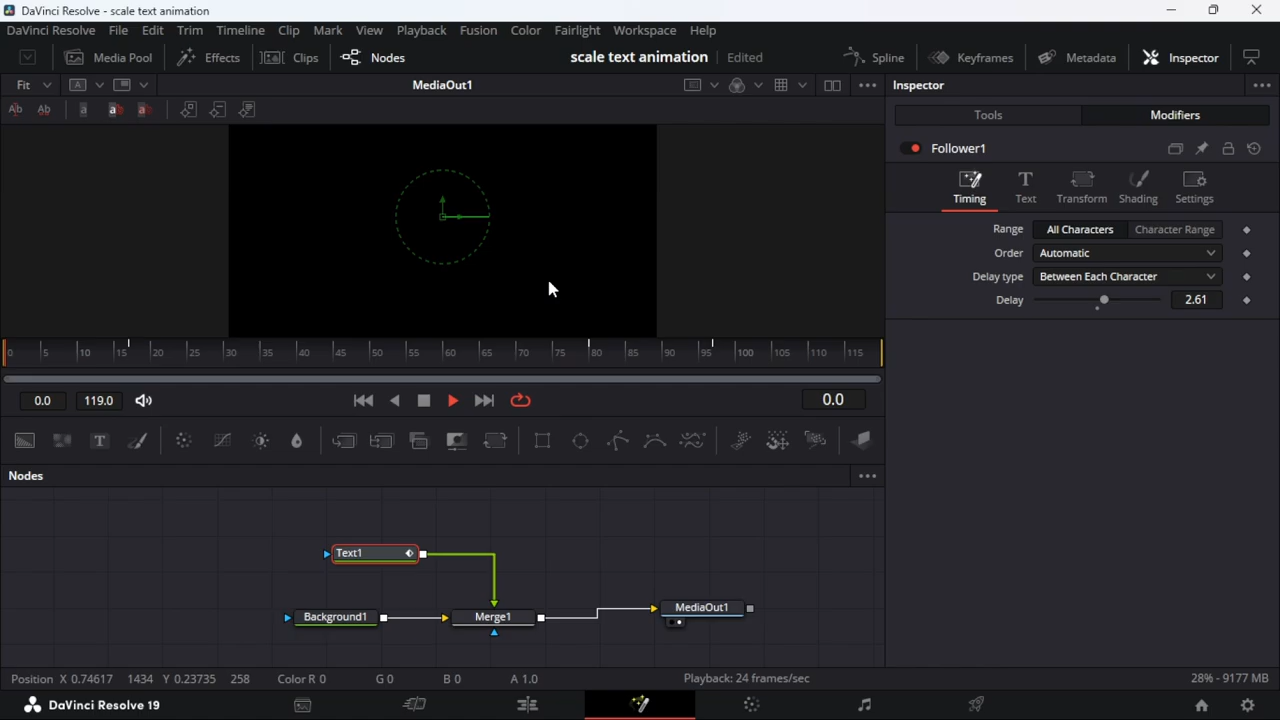 DaVinci Resolve - scale text animation
DaVinci Resolve File Edit Trim Timeline Clip Mark View Playback Fusion Color Fairlight Workspace Help
Media Pool Effects Clips Nodes scale text animation Edited Spline Keyframes Metadata Inspector
Fit A MediaOut1 Inspector
Ab Ab a a a
Tools Modifiers
Follower1
Timing Text Transform Shading Settings
Range All Characters Character Range
Order Automatic
Delay type Between Each Character
Delay 2.61
0 5 10 15 20 25 30 35 40 45 50 55 60 65 70 75 80 85 90 95 100 105 110 115
0.0 119.0 0.0
T
Nodes
Text1
Background1 Merge1 MediaOut1
Position X 0.74617 1434 Y 0.23735 258 Color R 0 G 0 B 0 A 1.0 Playback: 24 frames/sec 28% - 9177 MB
DaVinci Resolve 19